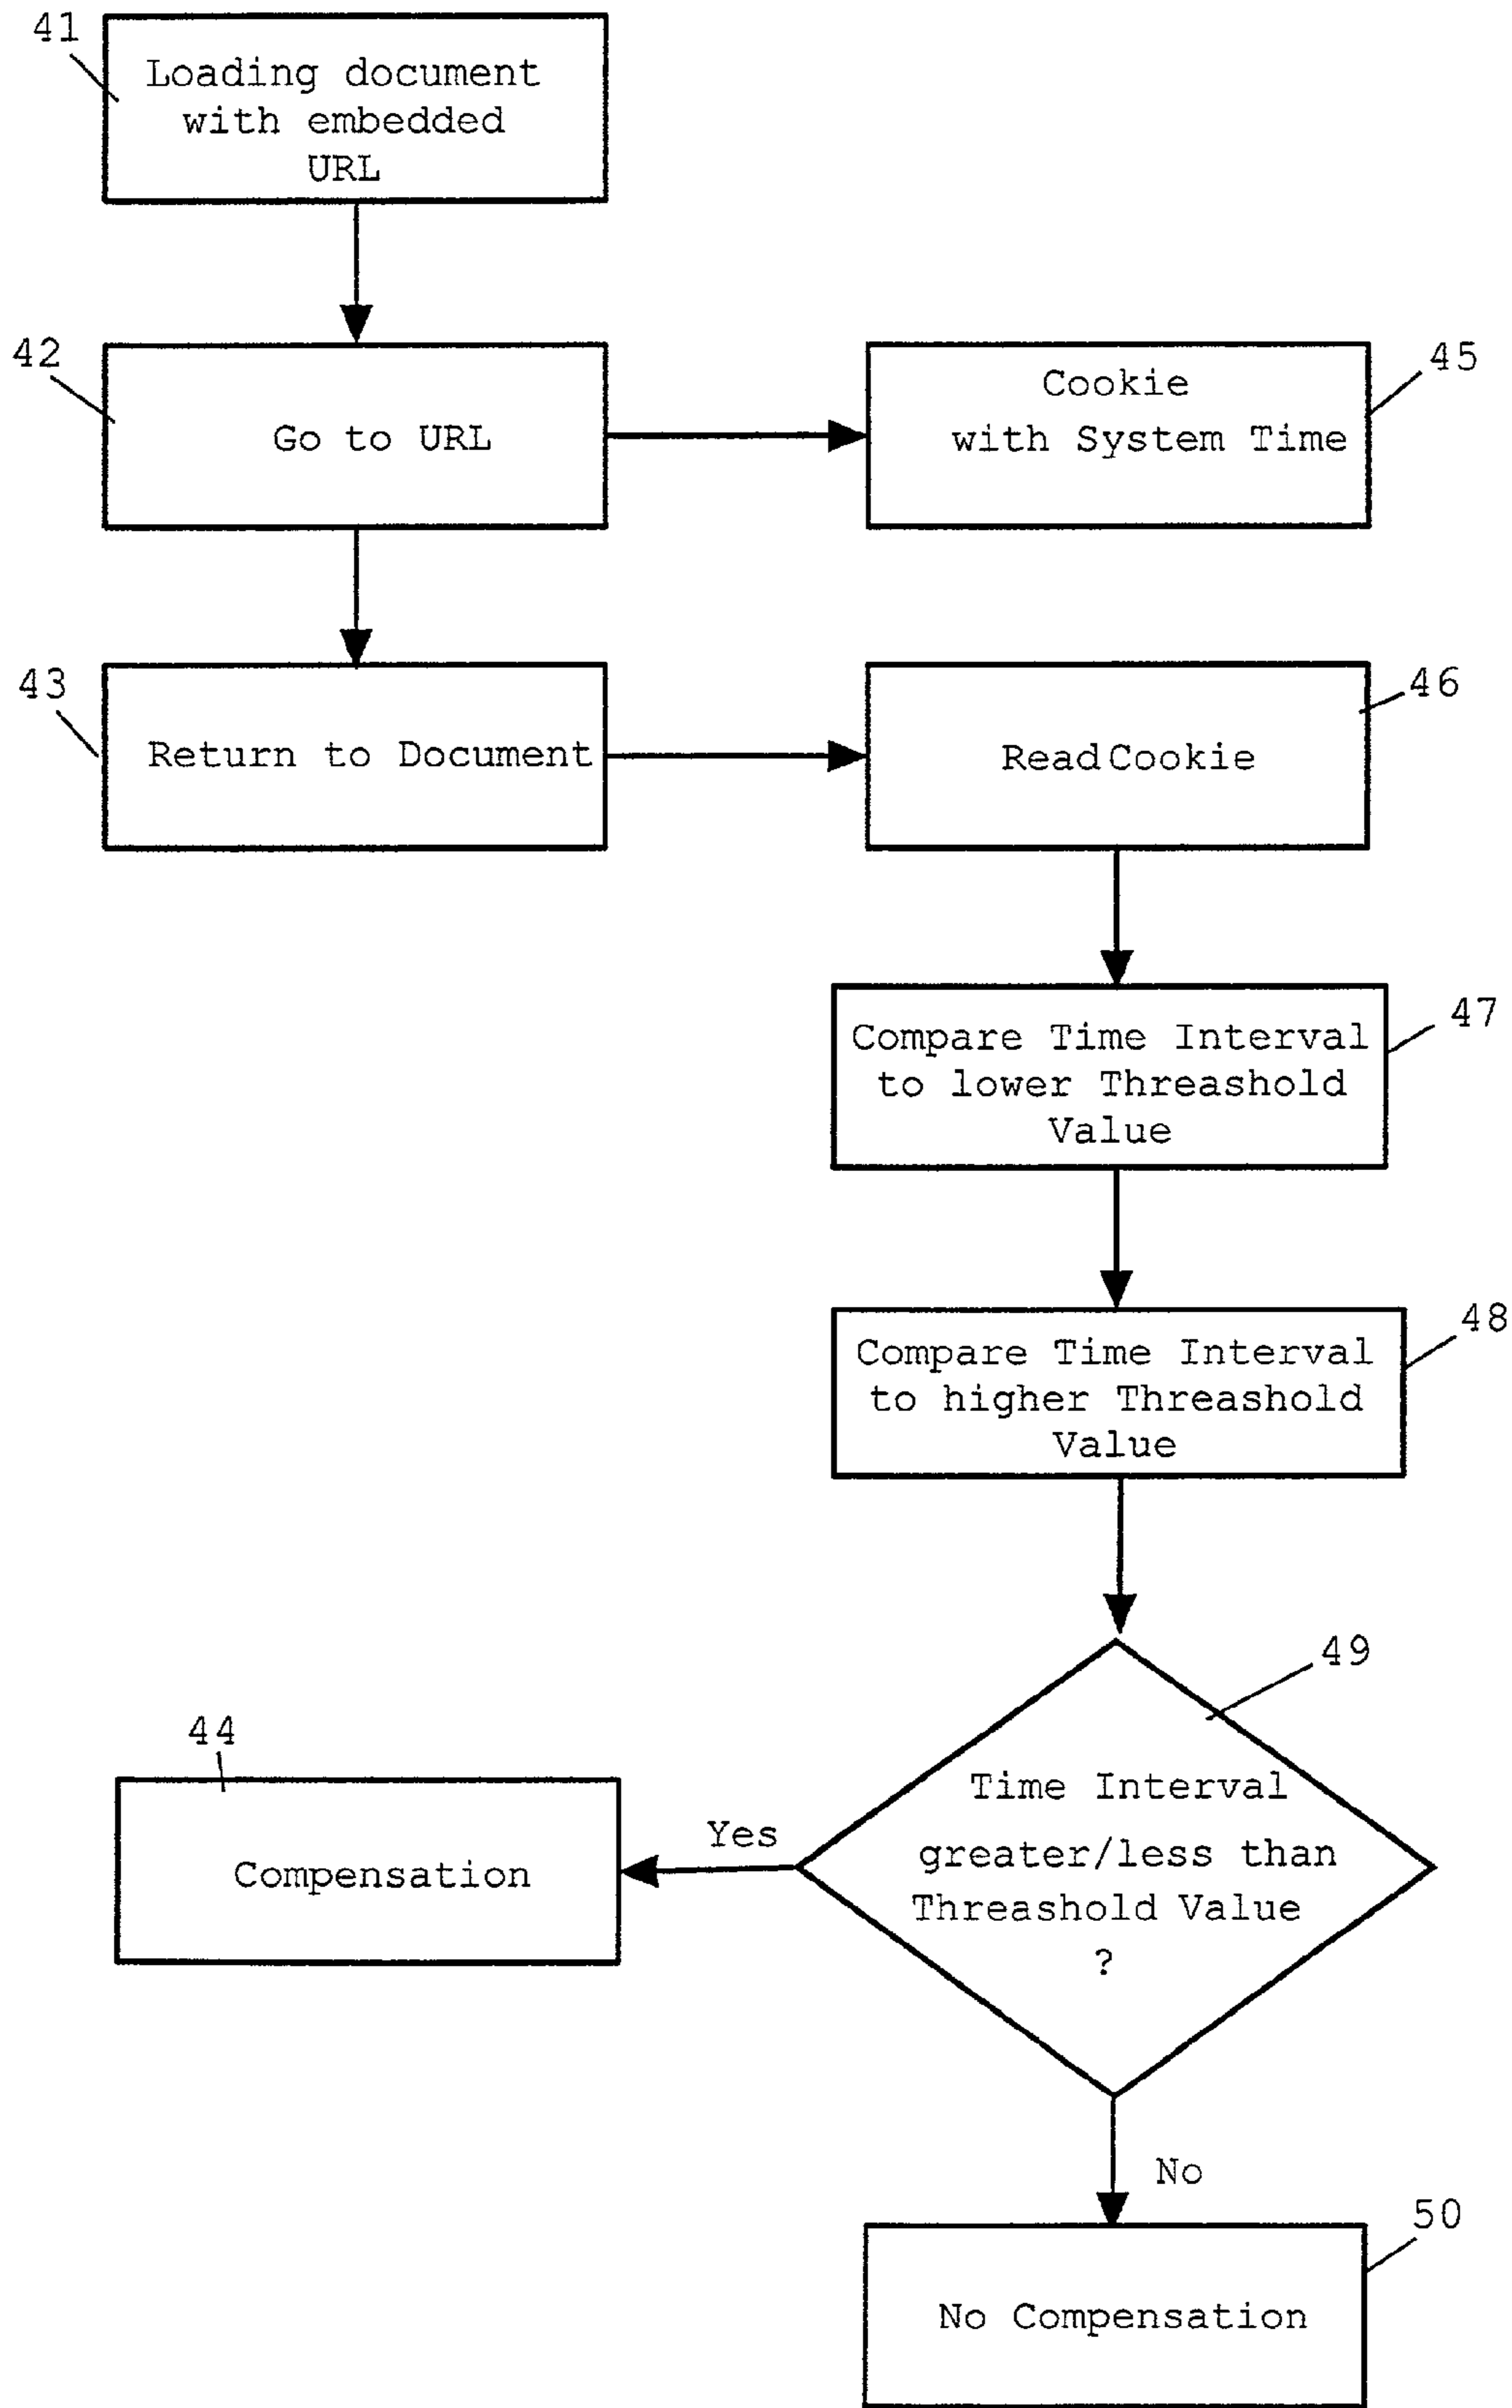 41
Loading document
with embedded
URL
42
Go to URL
45
Cookie
with System Time
43
Return to Document
46
Read Cookie
47
Compare Time Interval
to lower Threashold
Value
48
Compare Time Interval
to higher Threashold
Value
49
Time Interval
greater/less than
Threashold Value
?
Yes
44
Compensation
No
50
No Compensation